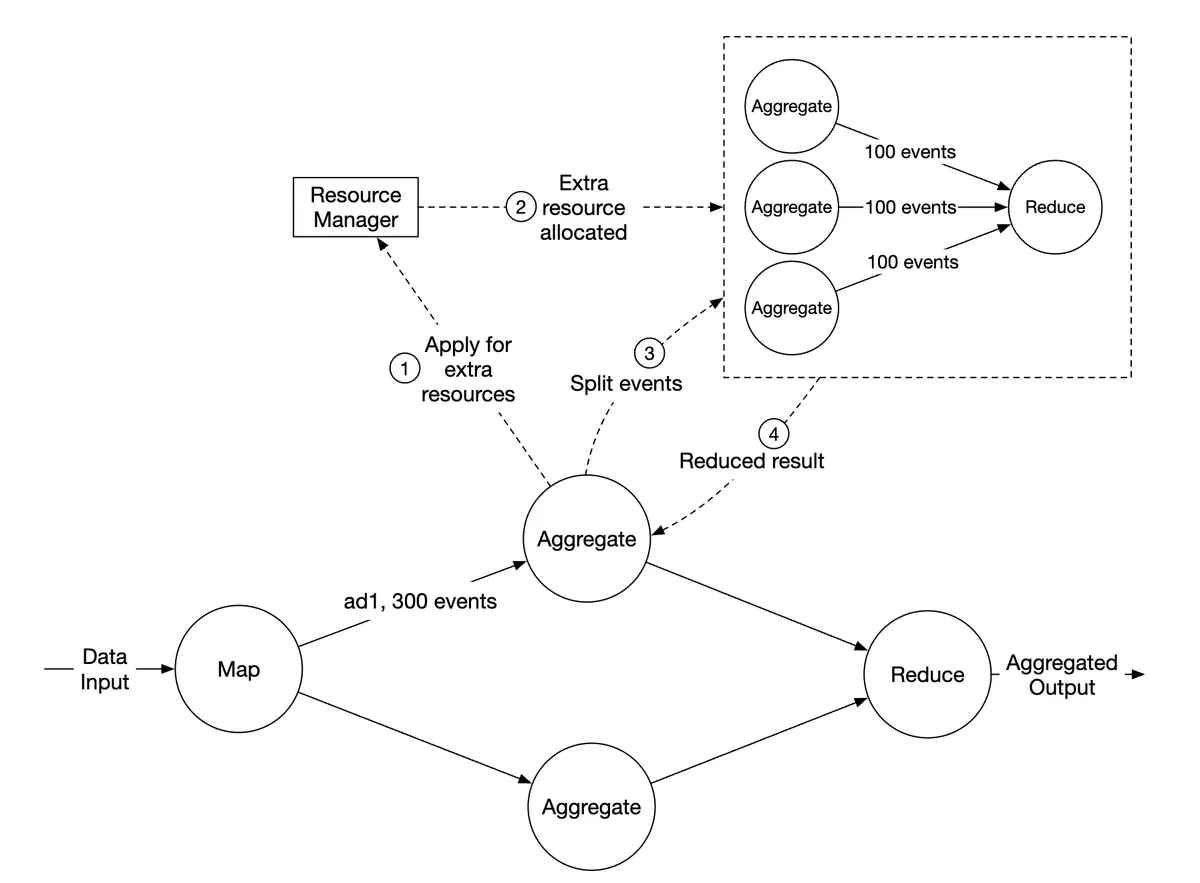 Aggregate
100 events
Resource
Manager
2
Extra
resource
allocated
Aggregate
100 events
Reduce
100 events
Aggregate
1
Apply for
extra
resources
3
Split events
4
Reduced result
Aggregate
ad1, 300 events
Data
Input
Map
Reduce
Aggregated
Output
Aggregate